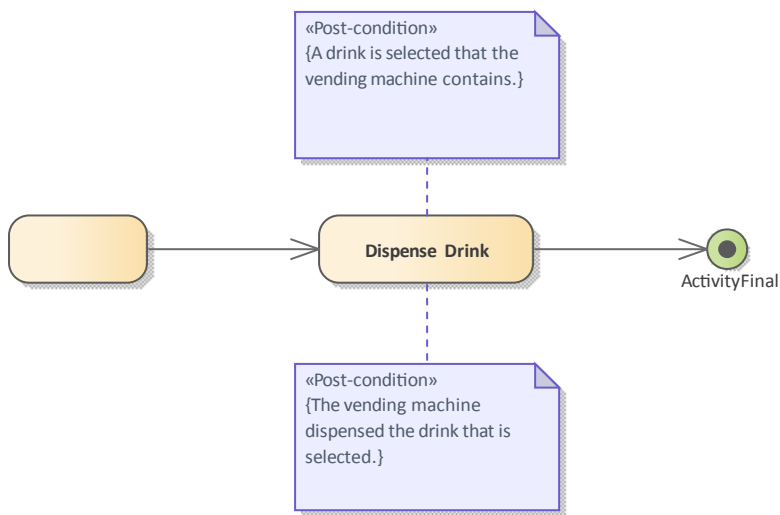 «Post-condition»
{A drink is selected that the
vending machine contains.}
Dispense Drink
ActivityFinal
«Post-condition»
{The vending machine
dispensed the drink that is
selected.}